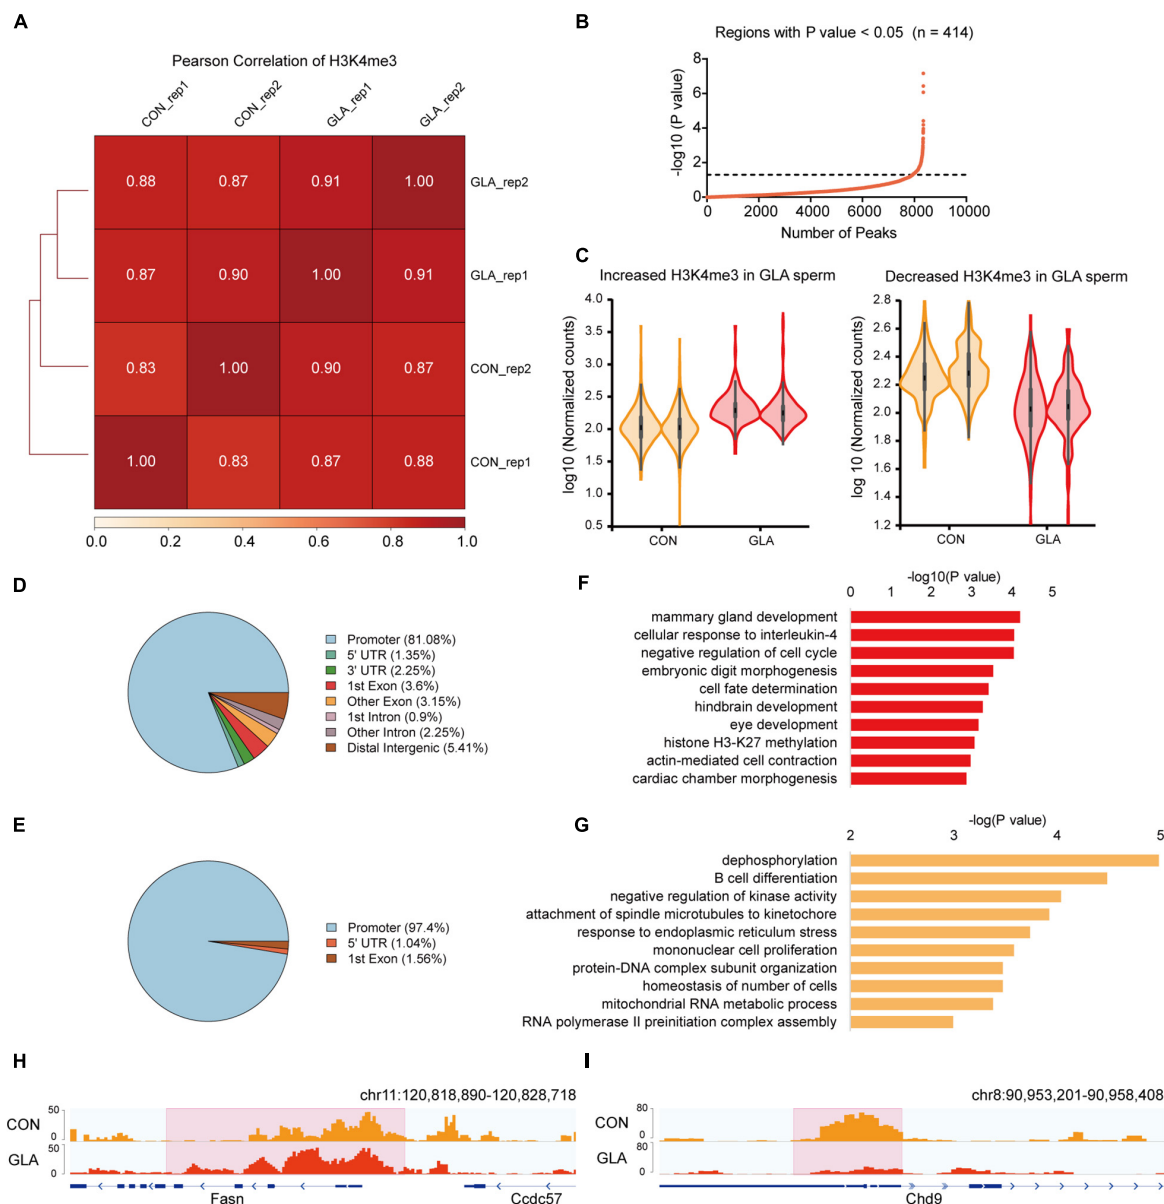 A
Pearson Correlation of H3K4me3
CON_rep1
CON_rep2
GLA_rep1
GLA_rep2
0.88
0.87
0.91
1.00
GLA_rep2
0.87
0.90
1.00
0.91
GLA_rep1
0.83
1.00
0.90
0.87
CON_rep2
1.00
0.83
0.87
0.88
CON_rep1
0.0
0.2
0.4
0.6
0.8
1.0
B
Regions with P value < 0.05 (n = 414)
-log10 (P value)
8
6
4
2
0
0
2000
4000
6000
8000
10000
Number of Peaks
C
Increased H3K4me3 in GLA sperm
log10 (Normalized counts)
4.0
3.5
3.0
2.5
2.0
1.5
1.0
0.5
CON
GLA
Decreased H3K4me3 in GLA sperm
log10 (Normalized counts)
2.8
2.6
2.4
2.2
2.0
1.8
1.6
1.4
1.2
CON
GLA
D
Promoter (81.08%)
5' UTR (1.35%)
3' UTR (2.25%)
1st Exon (3.6%)
Other Exon (3.15%)
1st Intron (0.9%)
Other Intron (2.25%)
Distal Intergenic (5.41%)
E
Promoter (97.4%)
5' UTR (1.04%)
1st Exon (1.56%)
F
-log10(P value)
0
1
2
3
4
5
mammary gland development
cellular response to interleukin-4
negative regulation of cell cycle
embryonic digit morphogenesis
cell fate determination
hindbrain development
eye development
histone H3-K27 methylation
actin-mediated cell contraction
cardiac chamber morphogenesis
G
-log(P value)
2
3
4
5
dephosphorylation
B cell differentiation
negative regulation of kinase activity
attachment of spindle microtubules to kinetochore
response to endoplasmic reticulum stress
mononuclear cell proliferation
protein-DNA complex subunit organization
homeostasis of number of cells
mitochondrial RNA metabolic process
RNA polymerase II preinitiation complex assembly
H
chr11:120,818,890-120,828,718
CON
50
0
GLA
50
0
Fasn
Ccdc57
I
chr8:90,953,201-90,958,408
CON
80
0
GLA
80
0
Chd9